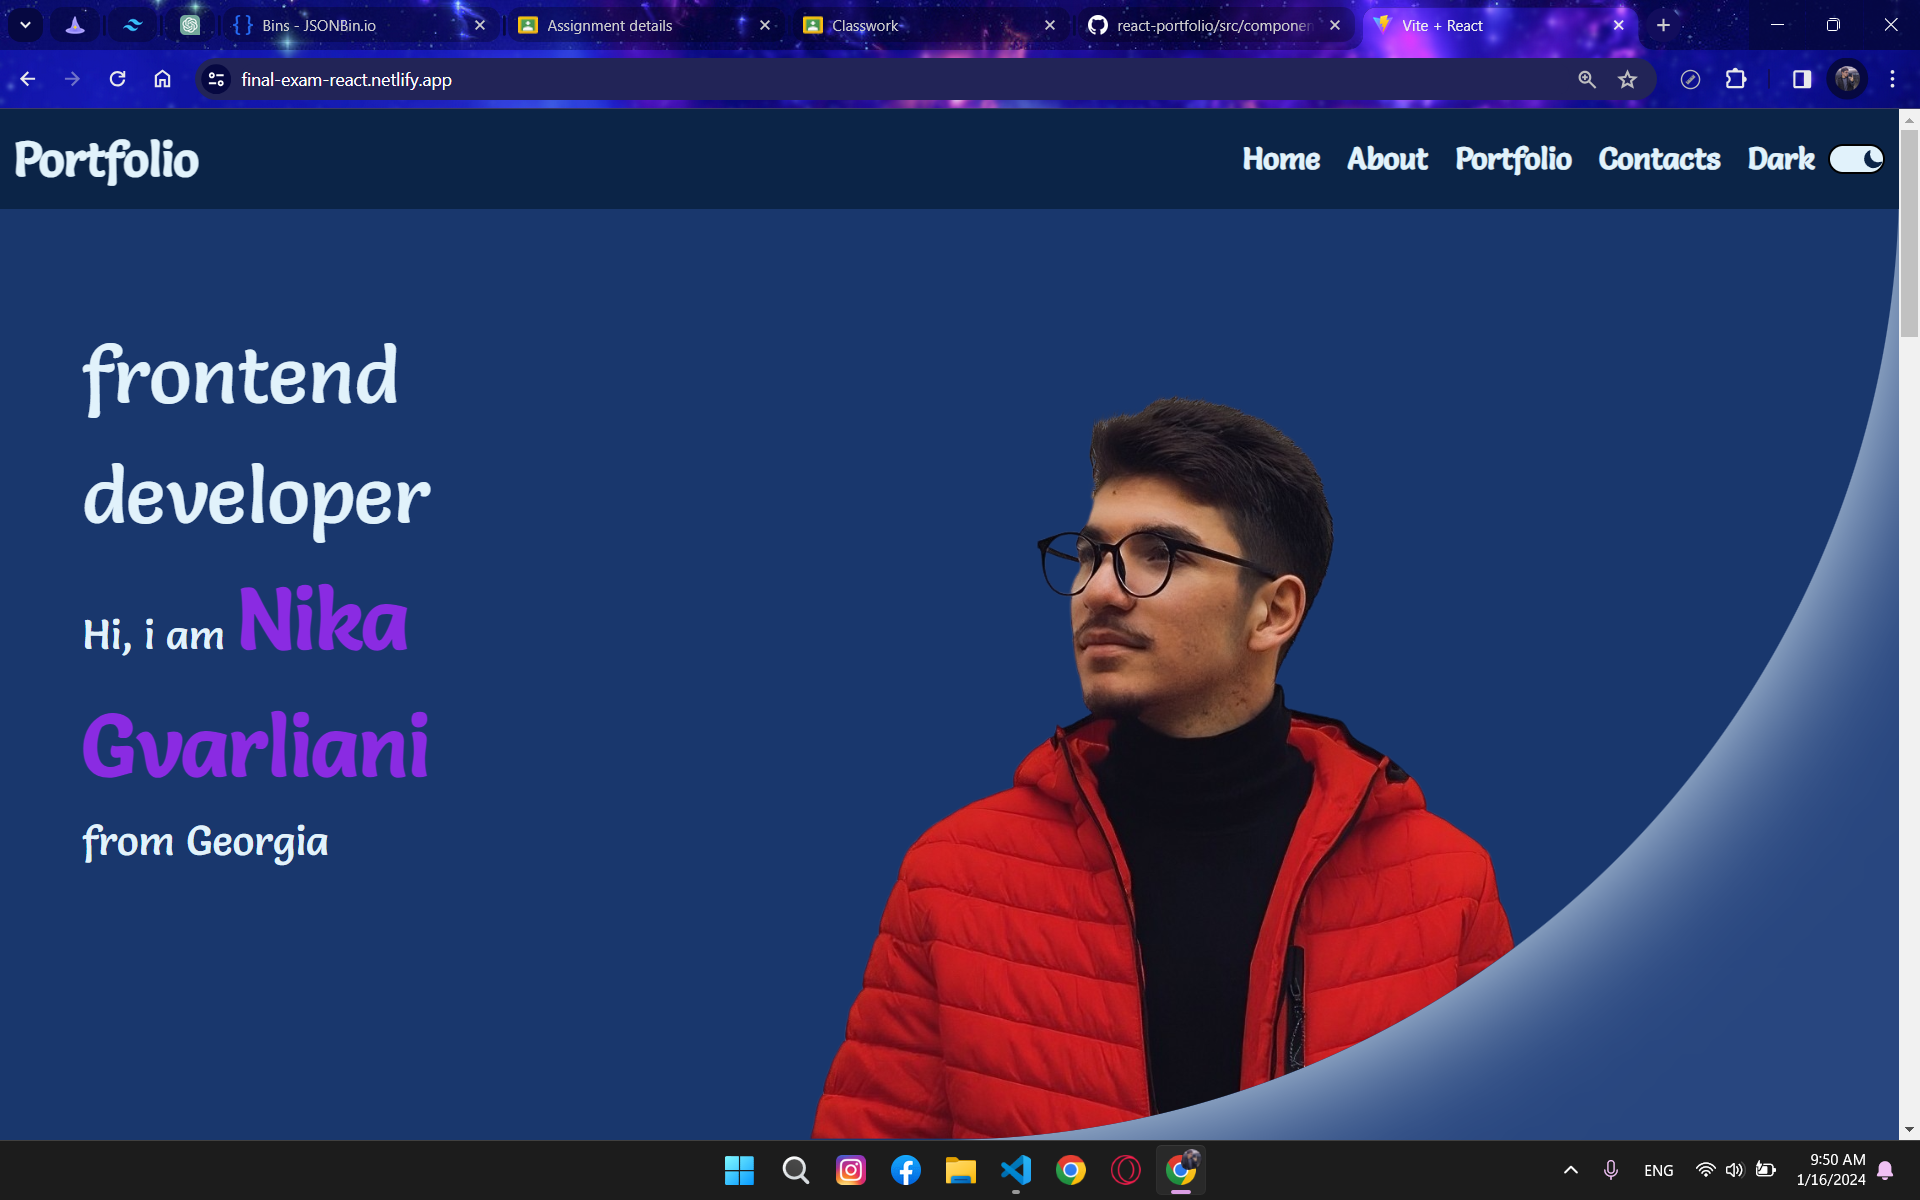 Bins - JSONBin.io
Assignment details
Classwork
react-portfolio/src/componen
Vite + React
final-exam-react.netlify.app
Portfolio
Home About Portfolio Contacts Dark
frontend
developer
Hi, i am Nika
Gvarliani
from Georgia
ENG
9:50 AM
1/16/2024